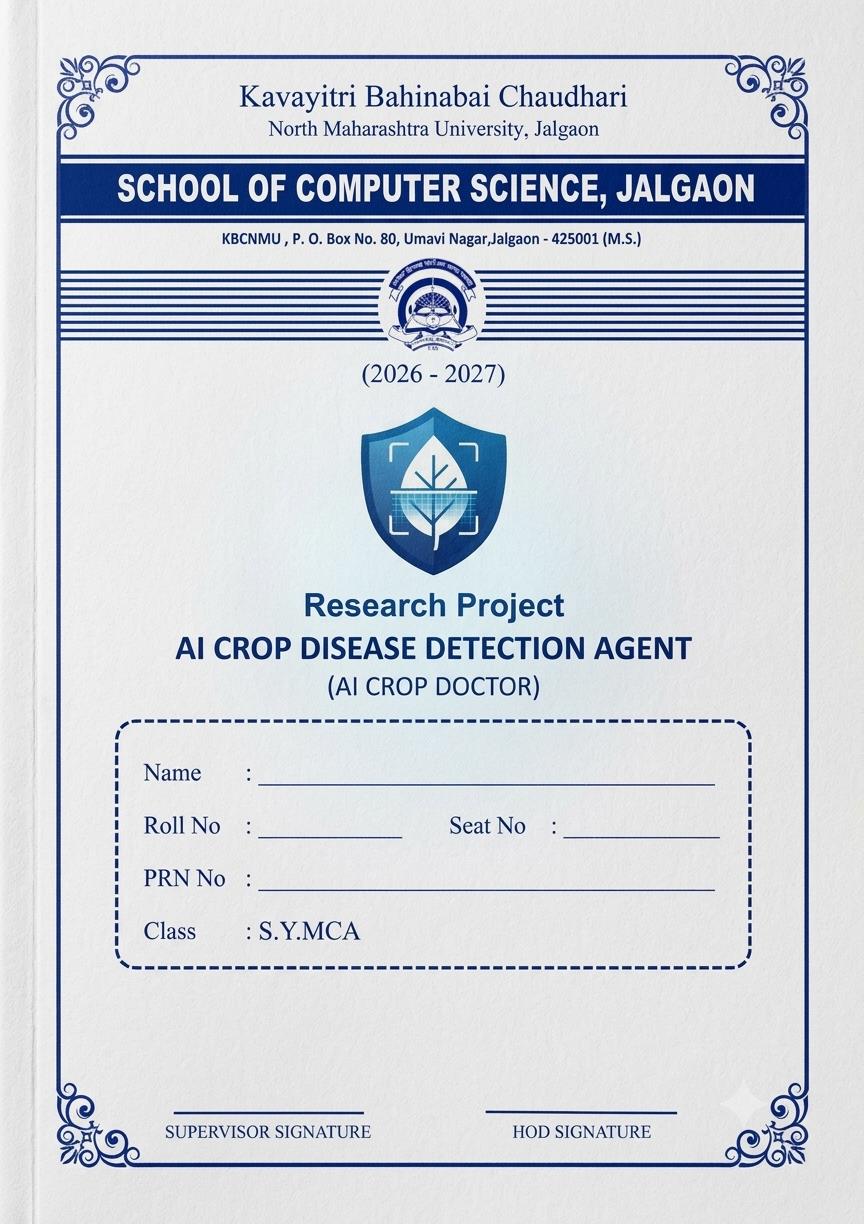 Kavayitri Bahinabai Chaudhari
North Maharashtra University, Jalgaon
SCHOOL OF COMPUTER SCIENCE, JALGAON
KBCNMU , P. O. Box No. 80, Umavi Nagar,Jalgaon - 425001 (M.S.)
(2026 - 2027)
Research Project
AI CROP DISEASE DETECTION AGENT
(AI CROP DOCTOR)
Name :
Roll No : Seat No :
PRN No :
Class : S.Y.MCA
SUPERVISOR SIGNATURE HOD SIGNATURE